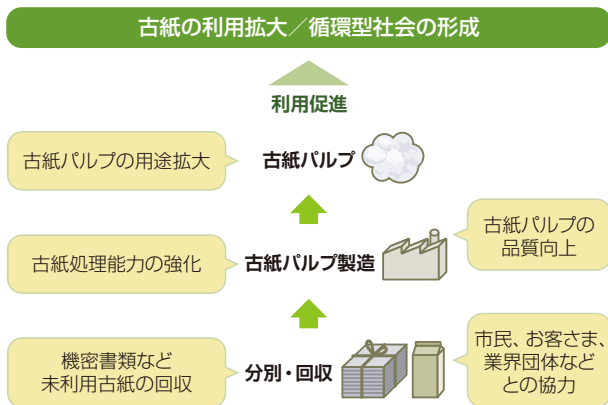 古紙の利用拡大／循環型社会の形成
利用促進
古紙パルプの用途拡大
古紙パルプ
古紙処理能力の強化
古紙パルプ製造
古紙パルプの
品質向上
機密書類など
未利用古紙の回収
分別・回収
市民、お客さま、
業界団体など
との協力